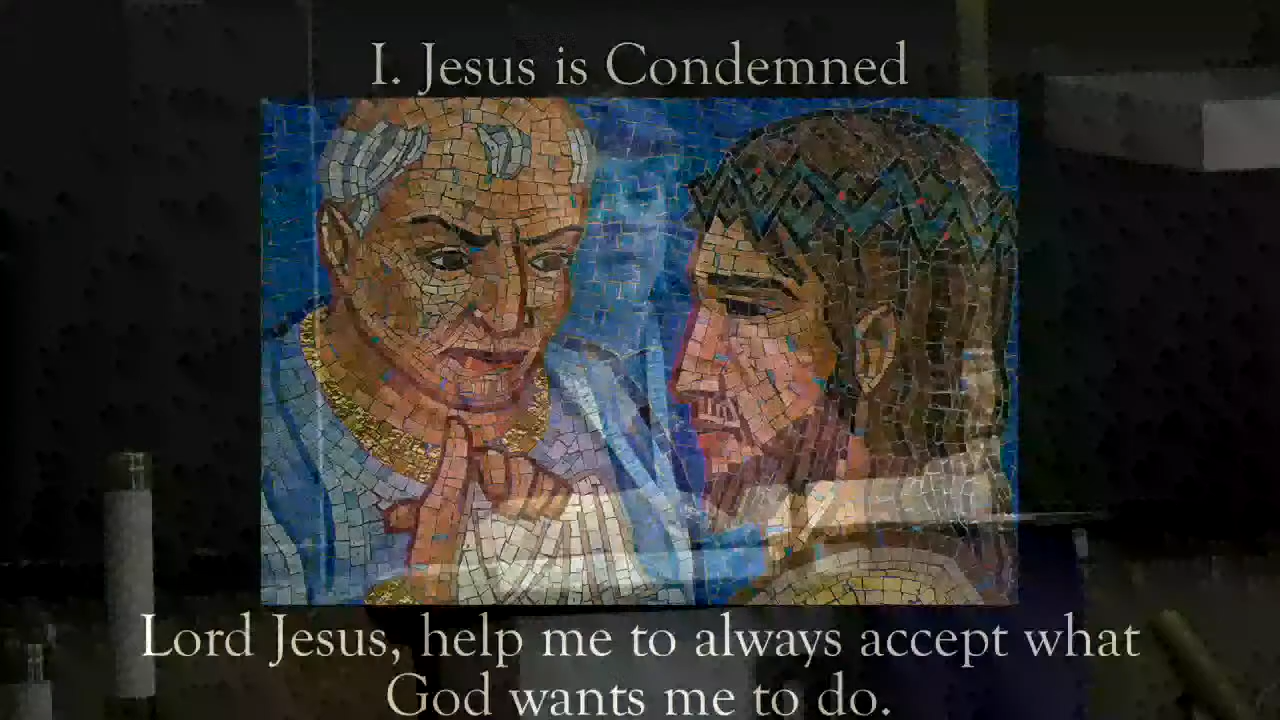 I. Jesus is Condemned
Lord Jesus, help me to always accept what
God wants me to do.